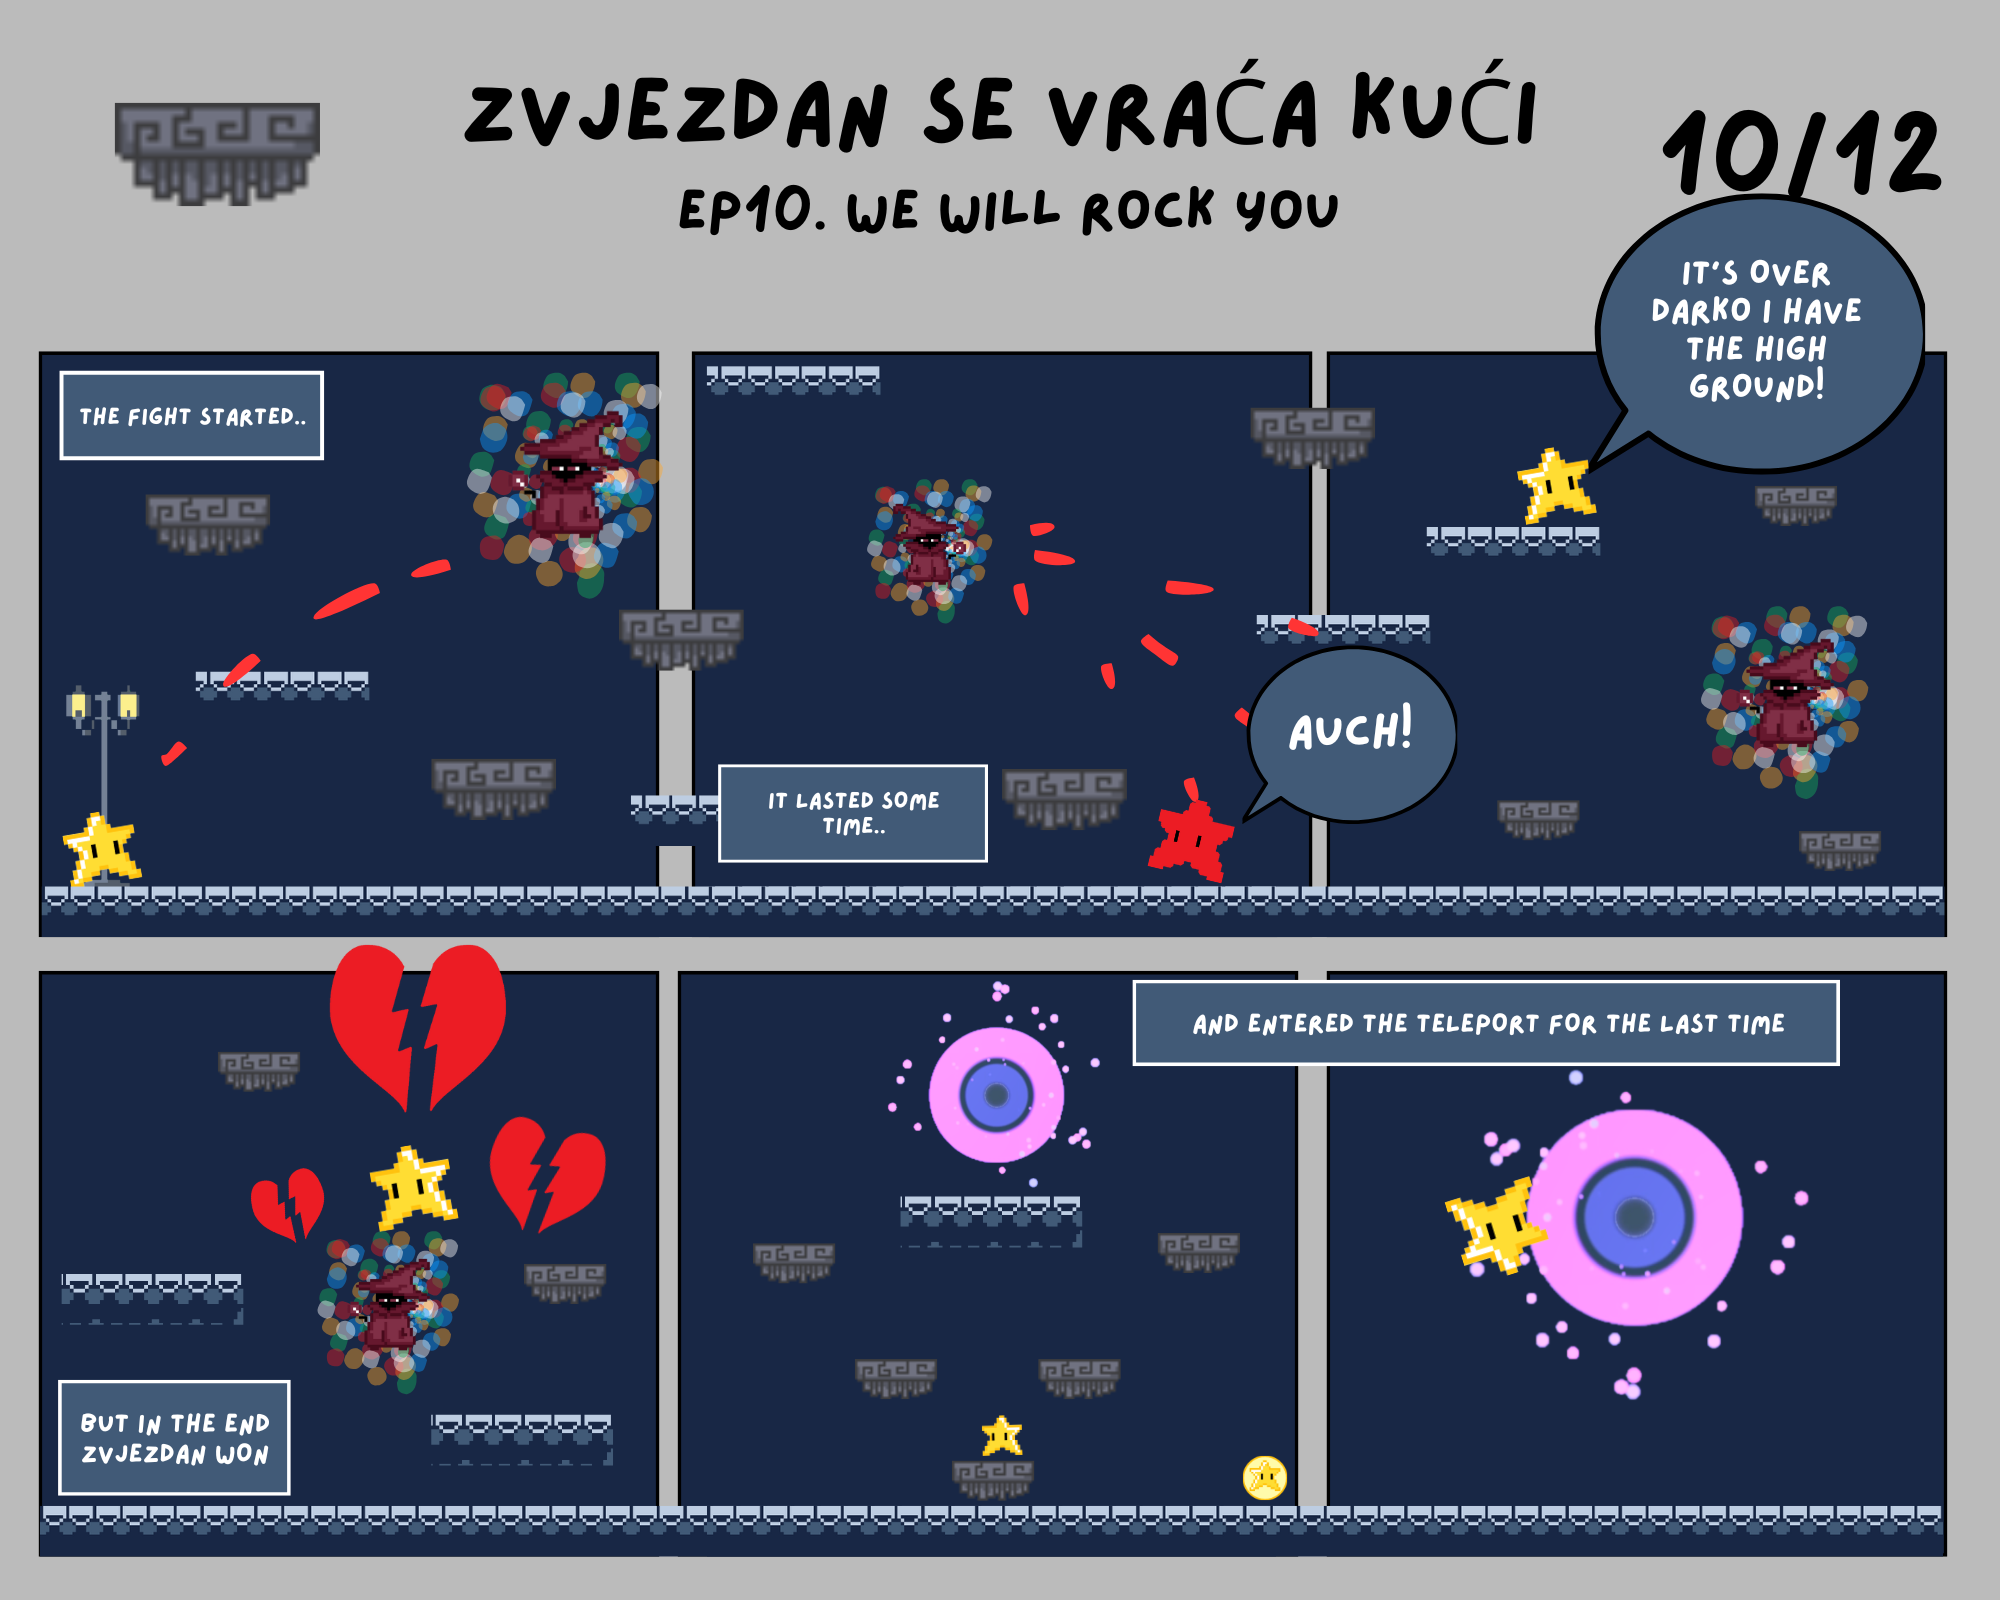 ZVJEZDAN SE VRAĆA KUĆI
EP10. WE WILL ROCK YOU
10/12
THE FIGHT STARTED..
IT LASTED SOME
TIME..
AUCH!
IT'S OVER
DARKO I HAVE
THE HIGH
GROUND!
BUT IN THE END
ZVJEZDAN WON
AND ENTERED THE TELEPORT FOR THE LAST TIME